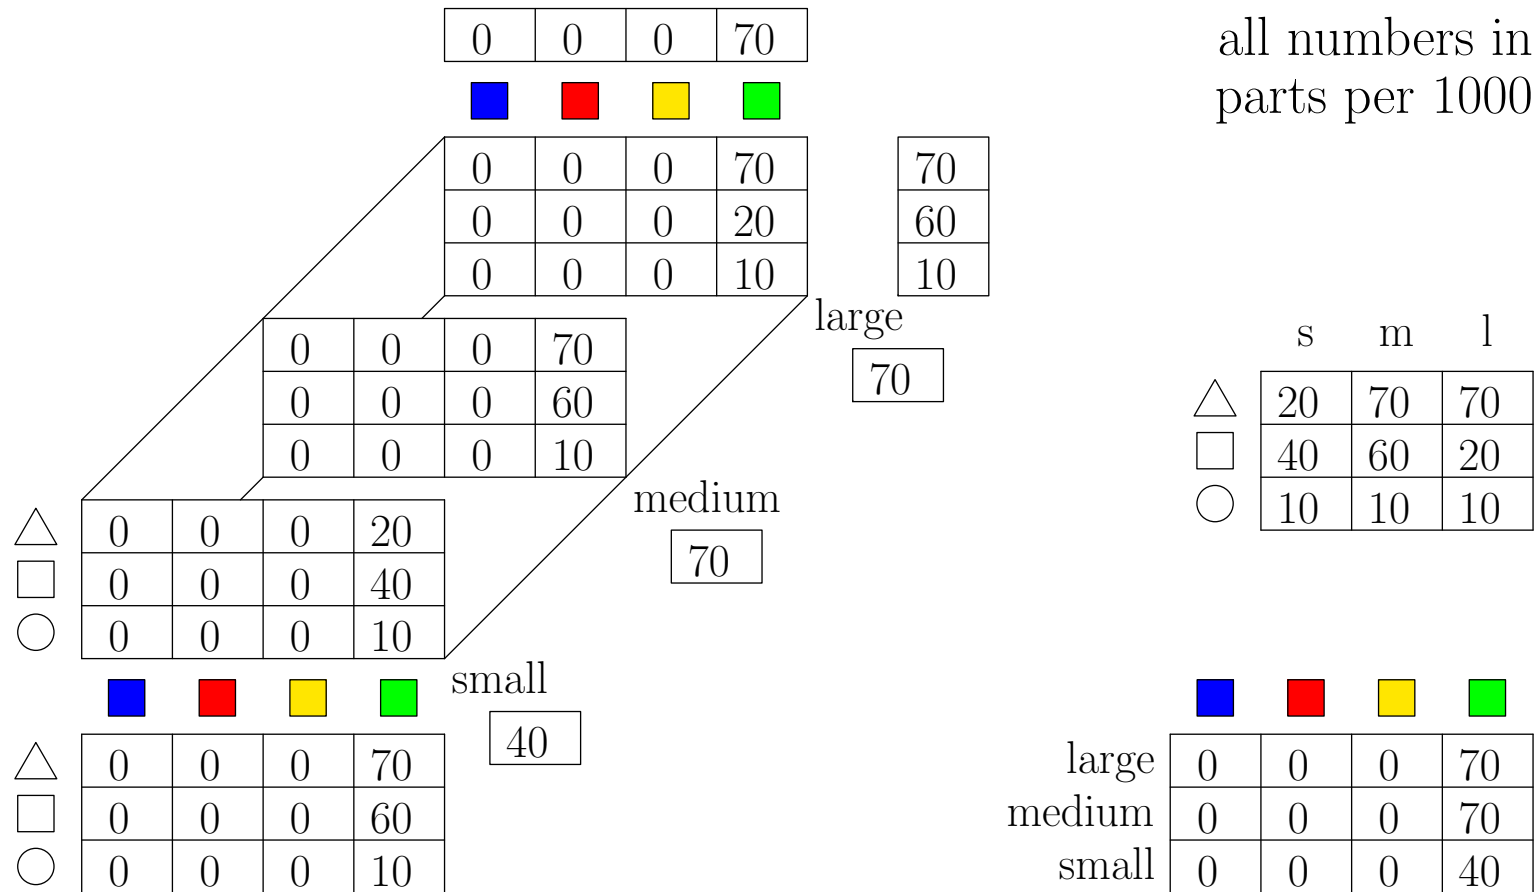 0 0 0 70
all numbers in
parts per 1000
0 0 0 70
0 0 0 20
0 0 0 10
70
60
10
large
70
0 0 0 70
0 0 0 60
0 0 0 10
medium
70
s m l
20 70 70
40 60 20
10 10 10
0 0 0 20
0 0 0 40
0 0 0 10
small
40
0 0 0 70
0 0 0 60
0 0 0 10
large 0 0 0 70
medium 0 0 0 70
small 0 0 0 40